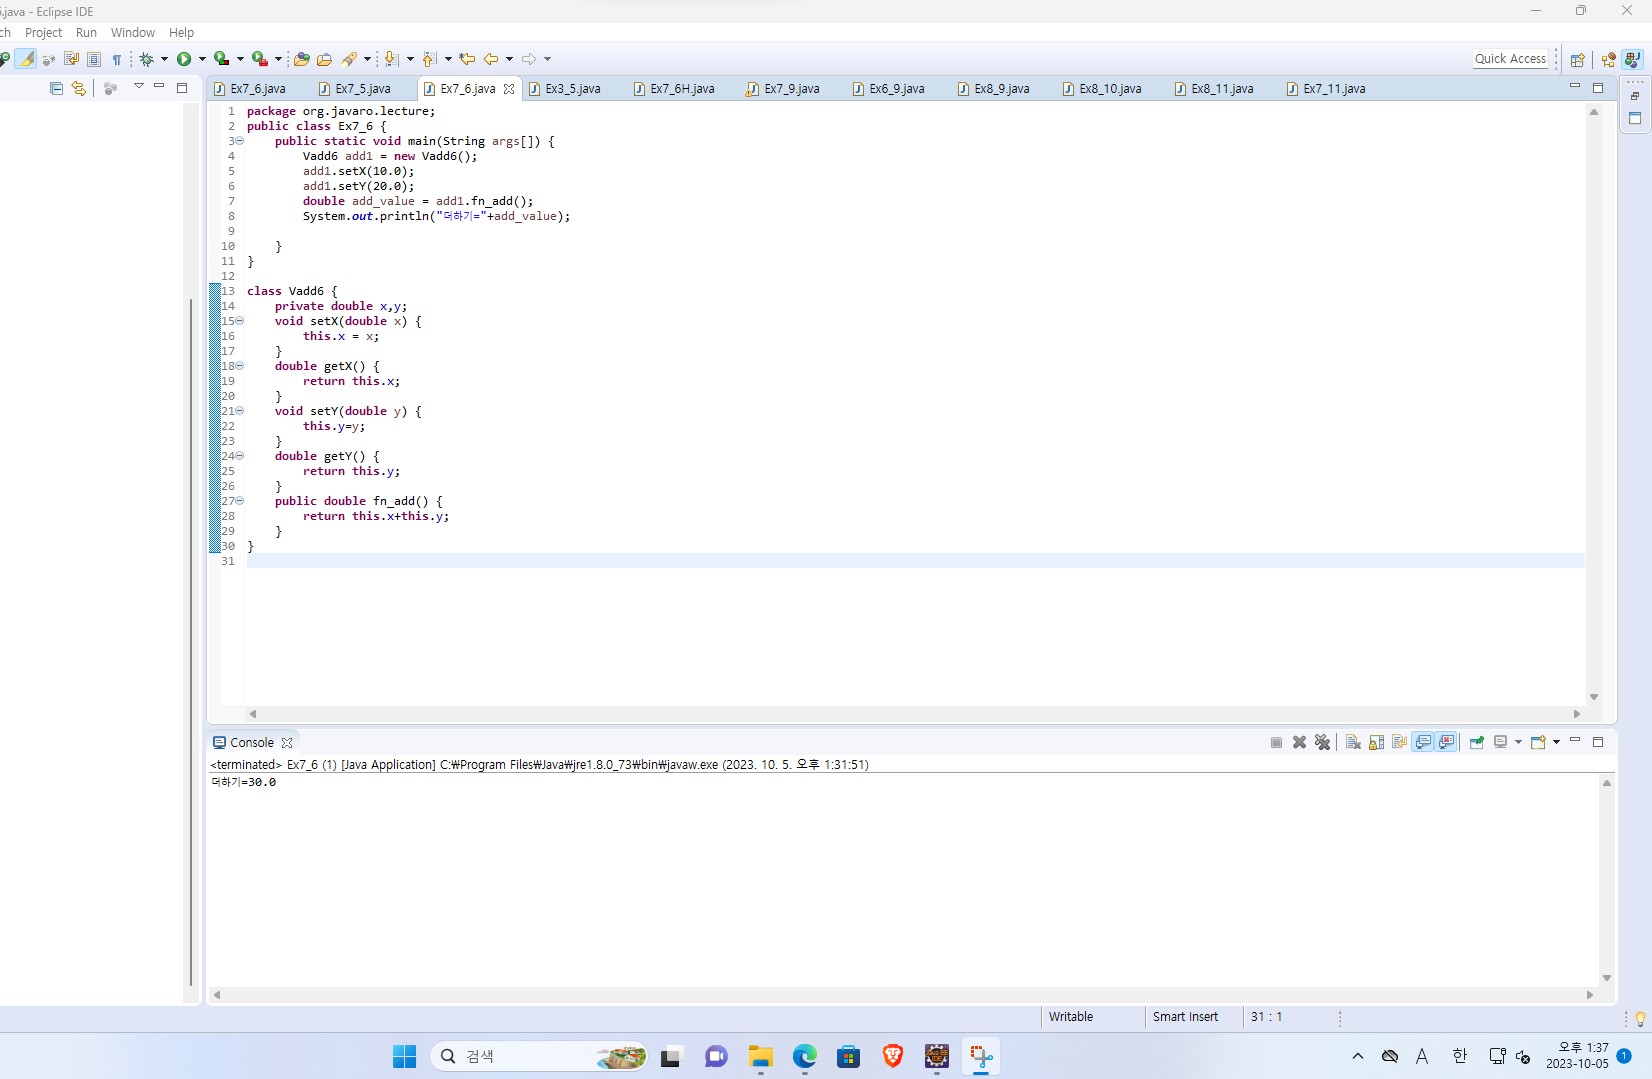 .java - Eclipse IDE
ch Project Run Window Help
Quick Access
Ex7_6.java Ex7_5.java Ex7_6.java Ex3_5.java Ex7_6H.java Ex7_9.java Ex6_9.java Ex8_9.java Ex8_10.java Ex8_11.java Ex7_11.java
1 package org.javaro.lecture;
2 public class Ex7_6 {
3 public static void main(String args[]) {
4 Vadd6 add1 = new Vadd6();
5 add1.setX(10.0);
6 add1.setY(20.0);
7 double add_value = add1.fn_add();
8 System.out.println("더하기="+add_value);
9
10 }
11 }
12
13 class Vadd6 {
14 private double x,y;
15 void setX(double x) {
16 this.x = x;
17 }
18 double getX() {
19 return this.x;
20 }
21 void setY(double y) {
22 this.y=y;
23 }
24 double getY() {
25 return this.y;
26 }
27 public double fn_add() {
28 return this.x+this.y;
29 }
30 }
31
Console
<terminated> Ex7_6 (1) [Java Application] C:₩Program Files₩Java₩jre1.8.0_73₩bin₩javaw.exe (2023. 10. 5. 오후 1:31:51)
더하기=30.0
Writable Smart Insert 31 : 1
검색
A 한 오후 1:37
2023-10-05 1